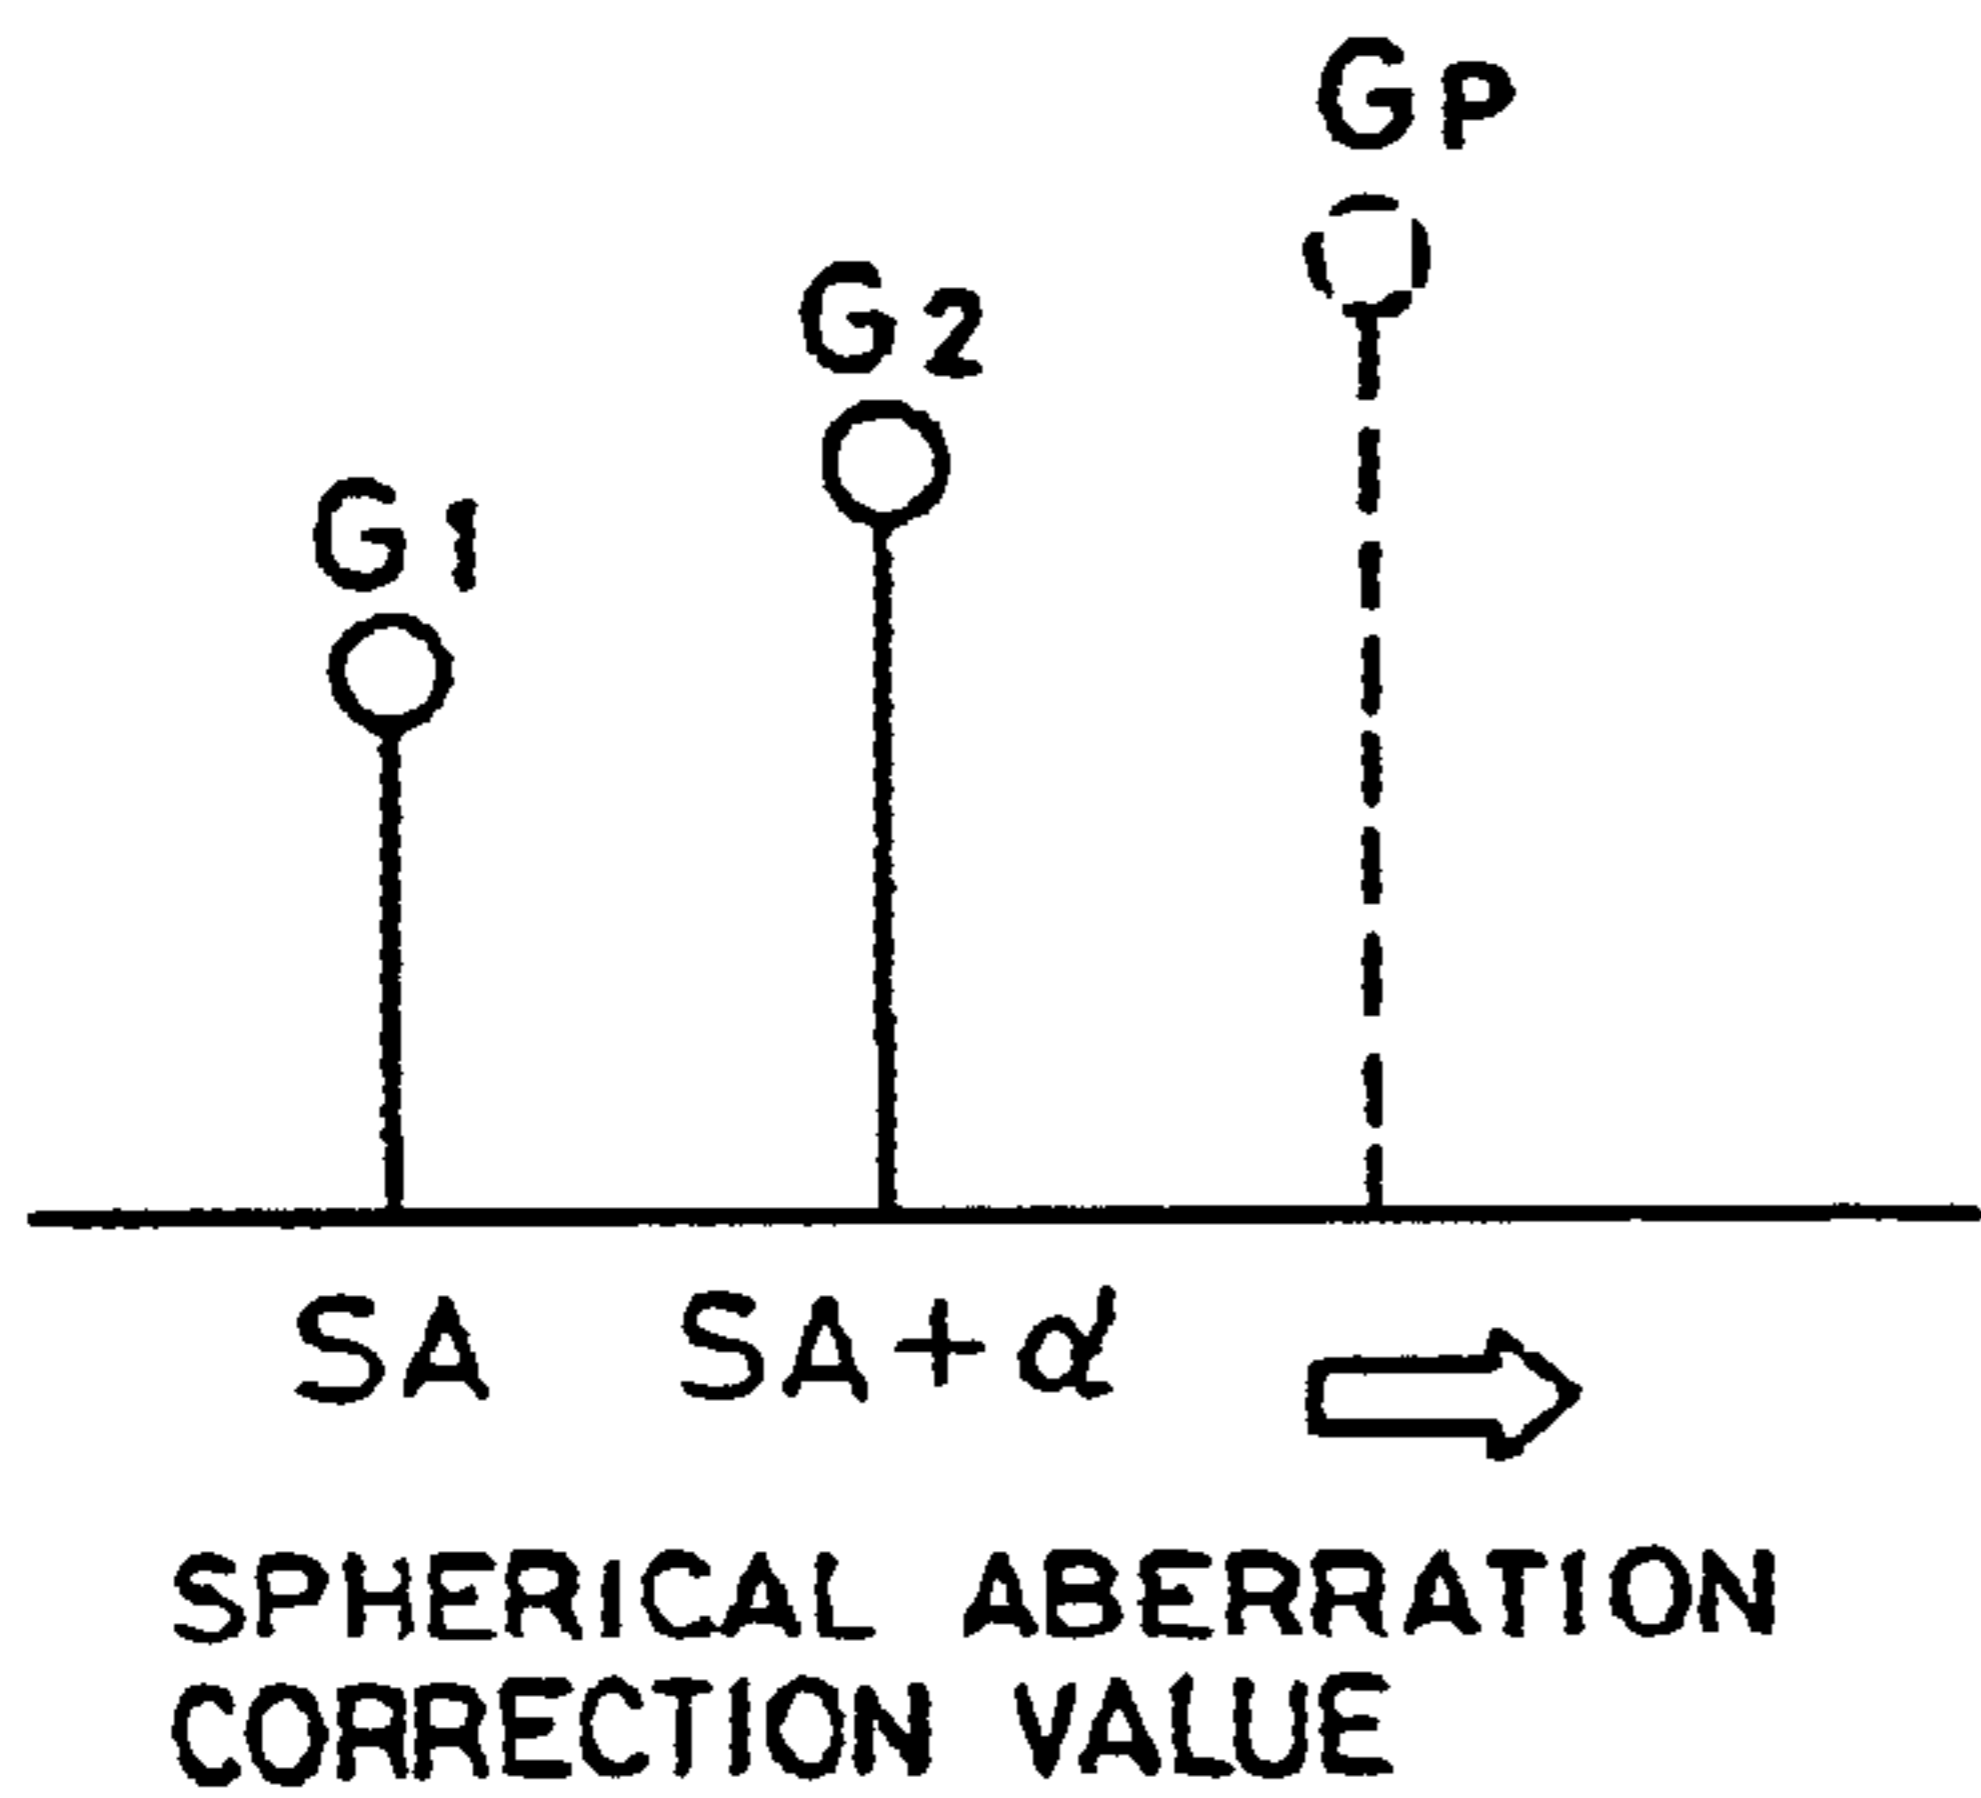 GP
G2
G1
SA SA+α
SPHERICAL ABERRATION
CORRECTION VALUE